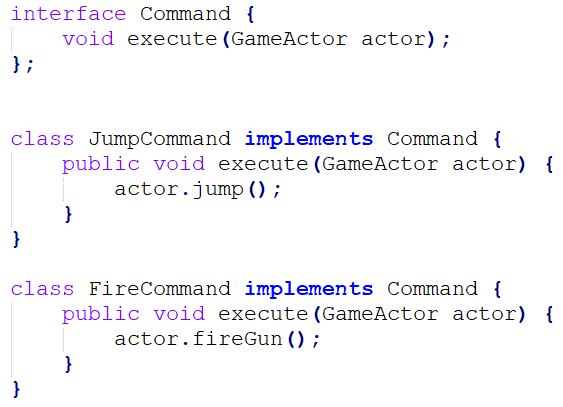 interface Command {
    void execute(GameActor actor);
};
class JumpCommand implements Command {
    public void execute(GameActor actor) {
        actor.jump();
    }
}
class FireCommand implements Command {
    public void execute(GameActor actor) {
        actor.fireGun();
    }
}